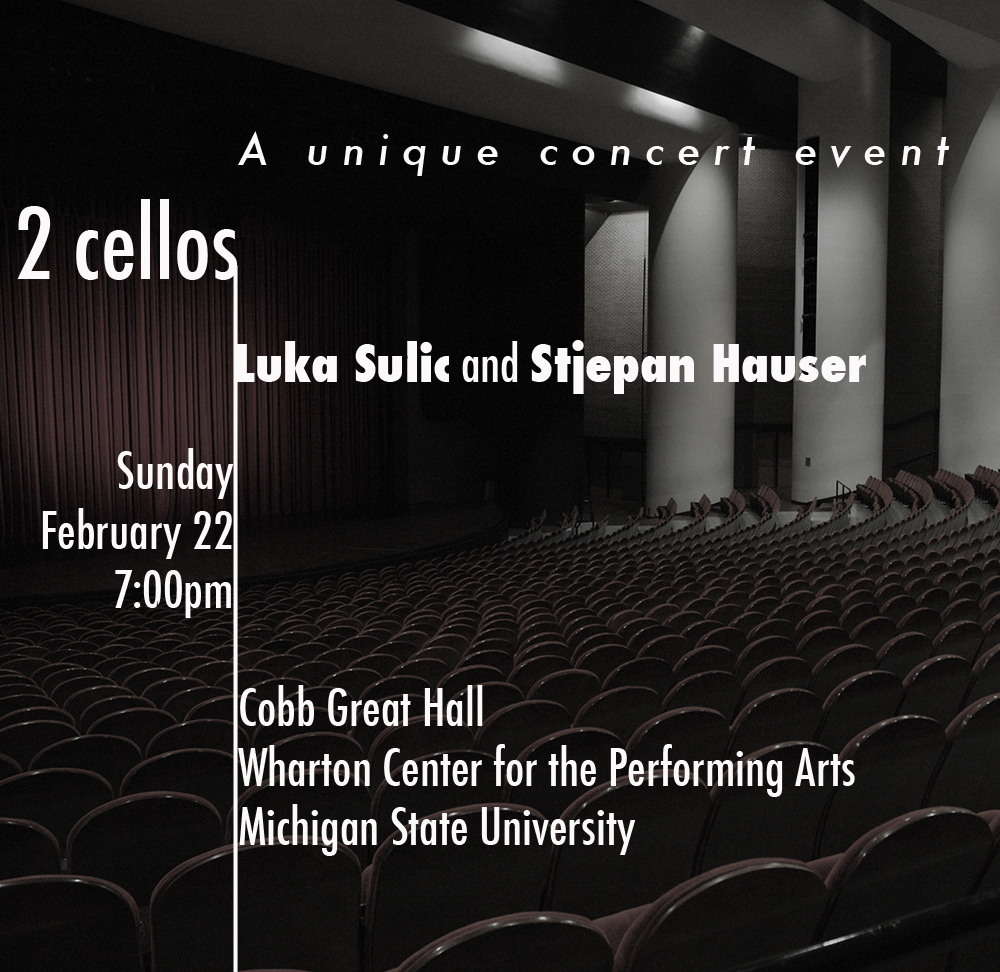 A unique concert event
2 cellos
Luka Sulic and Stjepan Hauser
Sunday
February 22
7:00pm
Cobb Great Hall
Wharton Center for the Performing Arts
Michigan State University